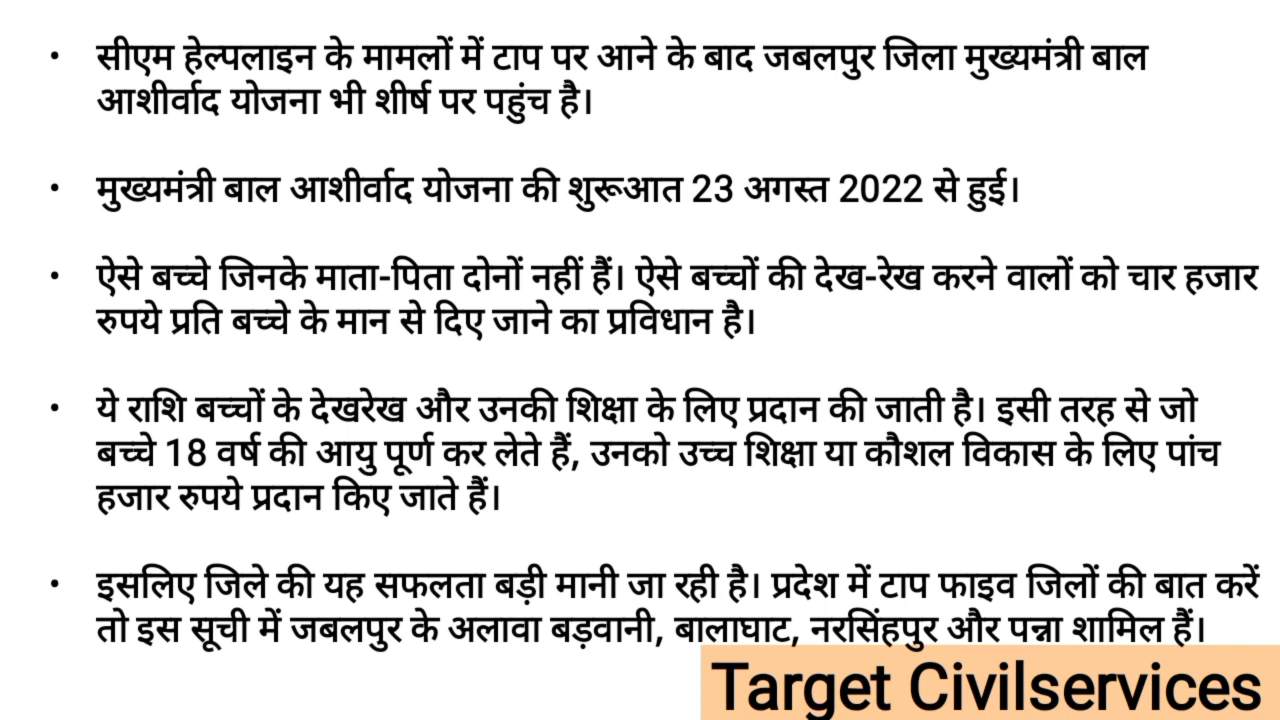 • सीएम हेल्पलाइन के मामलों में टाप पर आने के बाद जबलपुर जिला मुख्यमंत्री बाल
आशीर्वाद योजना भी शीर्ष पर पहुंच है।
• मुख्यमंत्री बाल आशीर्वाद योजना की शुरूआत 23 अगस्त 2022 से हुई।
• ऐसे बच्चे जिनके माता-पिता दोनों नहीं हैं। ऐसे बच्चों की देख-रेख करने वालों को चार हजार
रुपये प्रति बच्चे के मान से दिए जाने का प्रविधान है।
• ये राशि बच्चों के देखरेख और उनकी शिक्षा के लिए प्रदान की जाती है। इसी तरह से जो
बच्चे 18 वर्ष की आयु पूर्ण कर लेते हैं, उनको उच्च शिक्षा या कौशल विकास के लिए पांच
हजार रुपये प्रदान किए जाते हैं।
• इसलिए जिले की यह सफलता बड़ी मानी जा रही है। प्रदेश में टाप फाइव जिलों की बात करें
तो इस सूची में जबलपुर के अलावा बड़वानी, बालाघाट, नरसिंहपुर और पन्ना शामिल हैं।
Target Civilservices